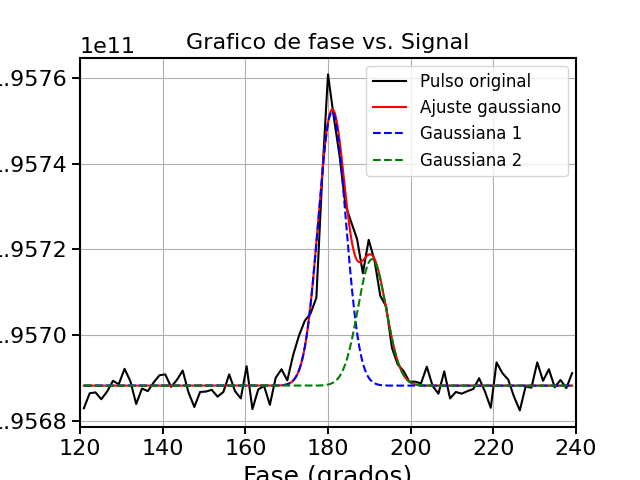 1e11
Grafico de fase vs. Signal
Pulso original
Ajuste gaussiano
Gaussiana 1
Gaussiana 2
.9576
.9574
.9572
.9570
.9568
120 140 160 180 200 220 240
Fase (grados)